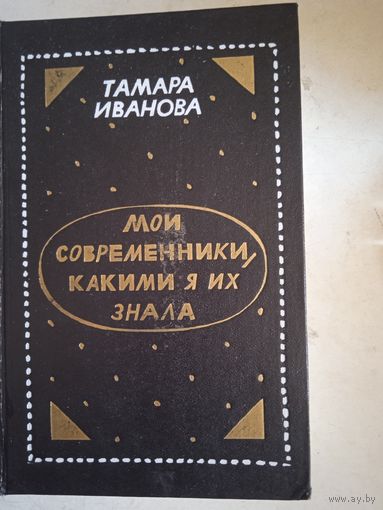 ТАМАРА
ИВАНОВА
МОИ
СОВРЕМЕННИКИ,
КАКИМИ Я ИХ
ЗНАЛА
www.ay.by